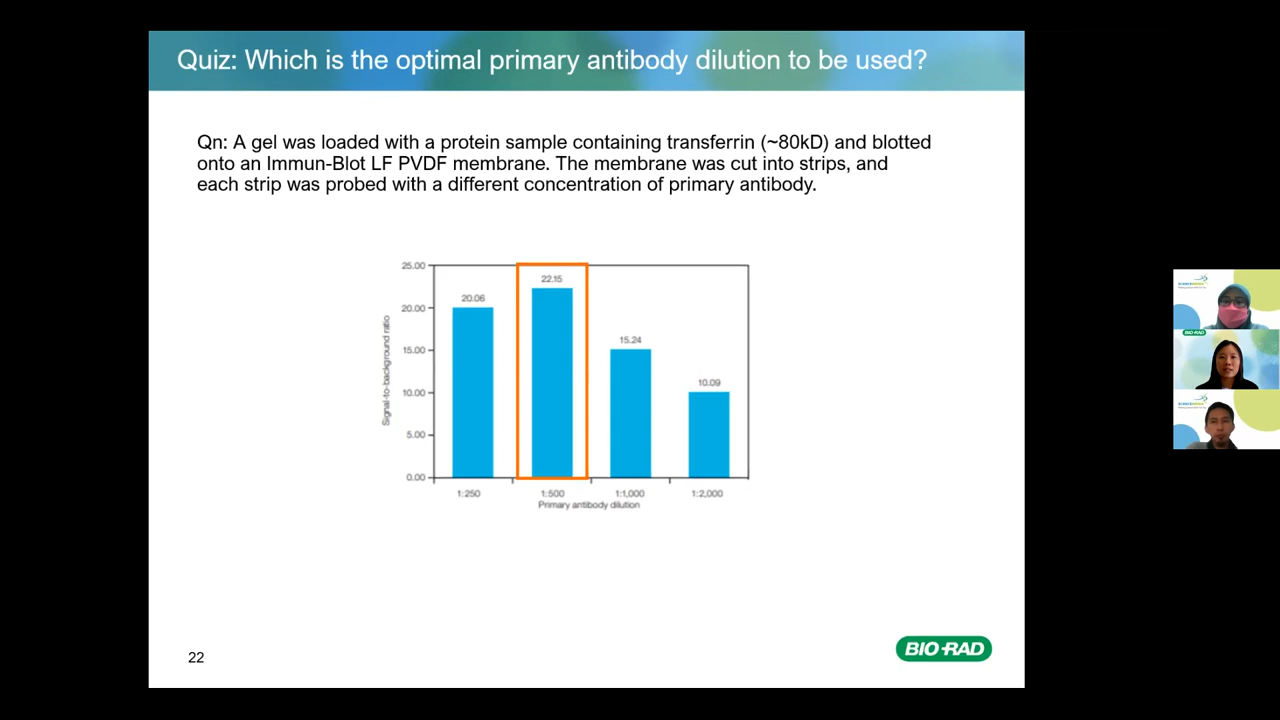 Quiz: Which is the optimal primary antibody dilution to be used?
Qn: A gel was loaded with a protein sample containing transferrin (~80kD) and blotted
onto an Immun-Blot LF PVDF membrane. The membrane was cut into strips, and
each strip was probed with a different concentration of primary antibody.
Signal-to-background ratio
25.00
20.00
15.00
10.00
5.00
0.00
20.06
22.15
15.24
10.09
1:250
1:500
1:1,000
1:2,000
Primary antibody dilution
22
BIO-RAD
BIO-RAD